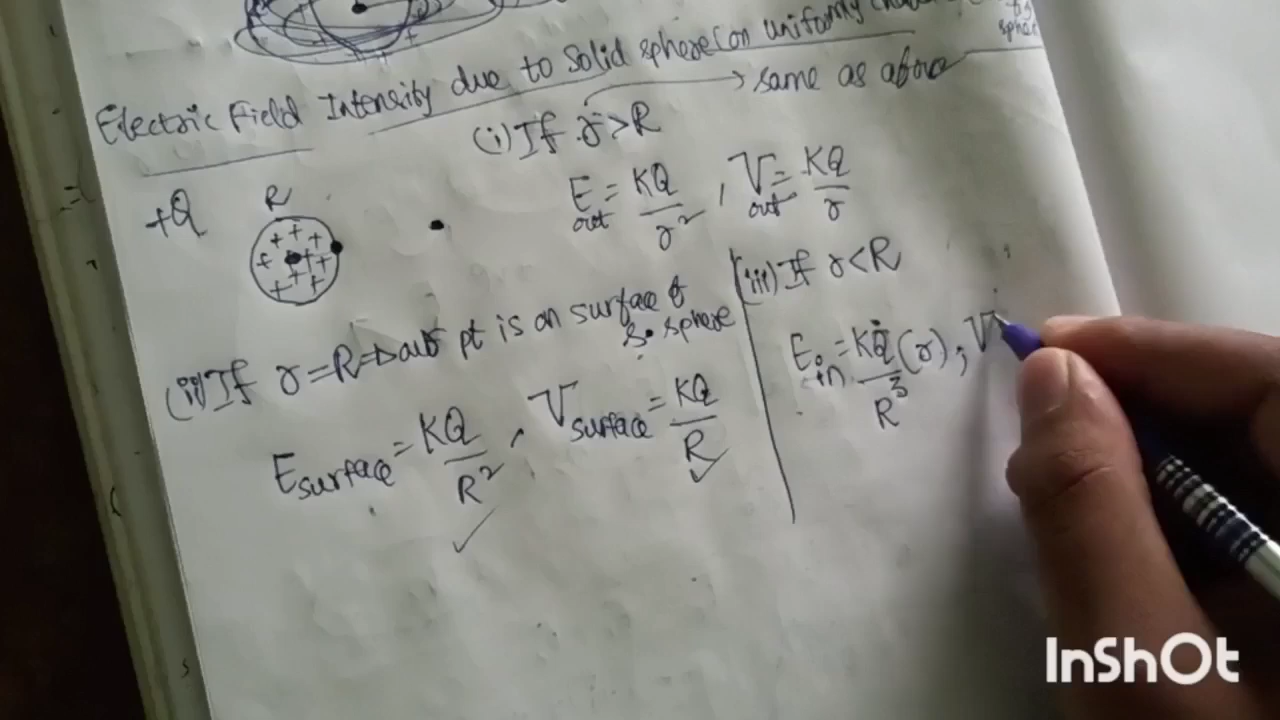 Electric Field Intensity due to Solid sphere (on uniformly
sphere
→ same as above
(i) If r > R
E out = KQ / r², V out = KQ / r
+Q R
+ + + + + + + + +
(ii) If r = R ⇒ our pt is on surface of
S. sphere
E surface = KQ / R², V surface = KQ / R
(iii) If r < R
E in = KQ / R³ (r), V
InShOt